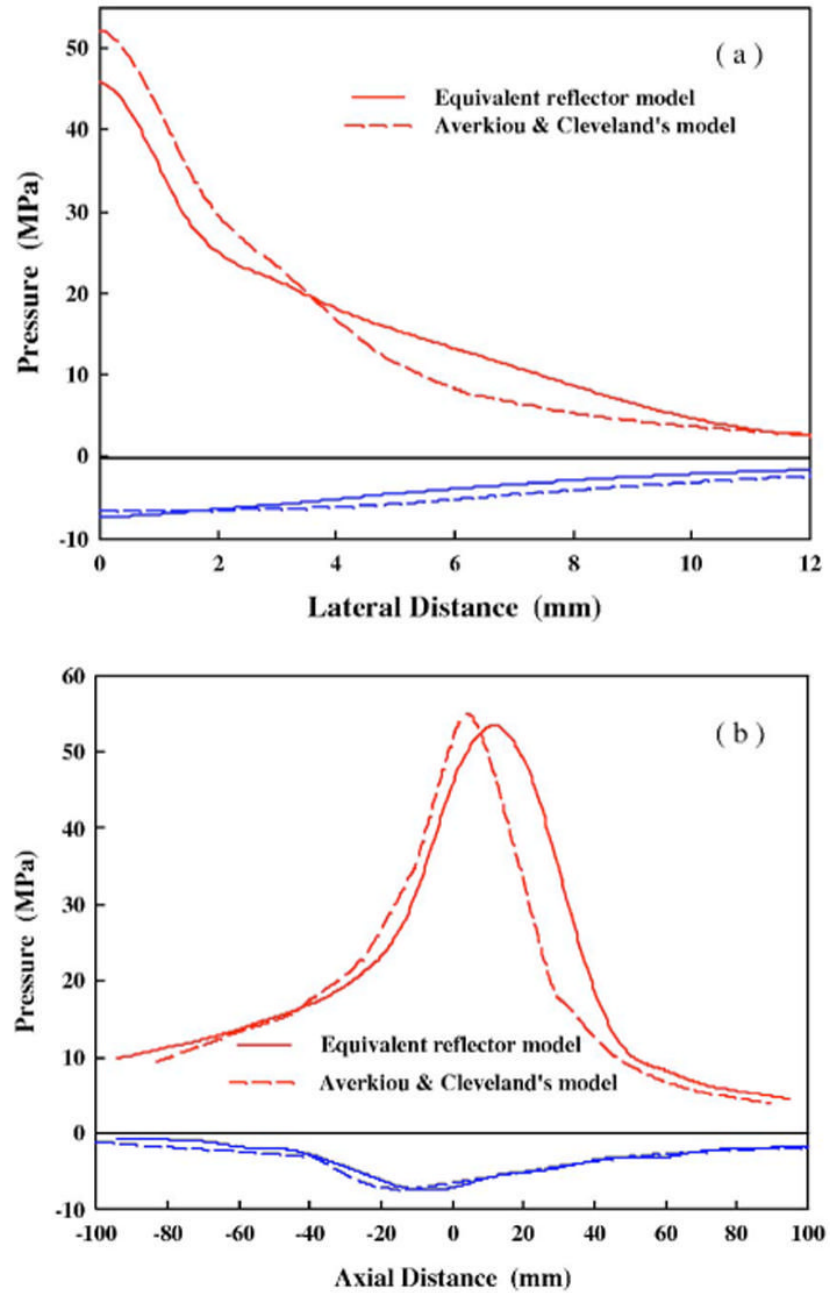 50
40
30
20
10
0
-10
0 2 4 6 8 10 12
Pressure (MPa)
Lateral Distance (mm)
( a )
Equivalent reflector model
Averkiou & Cleveland's model
60
50
40
30
20
10
0
-10
-100 -80 -60 -40 -20 0 20 40 60 80 100
Pressure (MPa)
Axial Distance (mm)
( b )
Equivalent reflector model
Averkiou & Cleveland's model